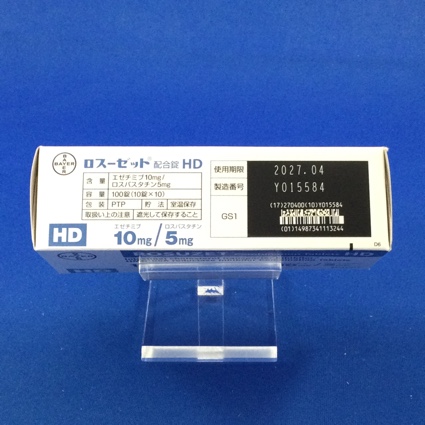 BAYER
ロスーゼット®配合錠 HD
含量 エゼチミブ10mg/
ロスバスタチン5mg
容量 100錠(10錠×10)
包装 PTP 貯法 室温保存
取扱い上の注意 遮光して保存すること
HD エゼチミブ 10mg/ロスバスタチン 5mg
使用期限 2027.04
製造番号 Y015584
GS1
(17)270400(10)Y015584
(01)14987341113244
06
ROSUZET
HD